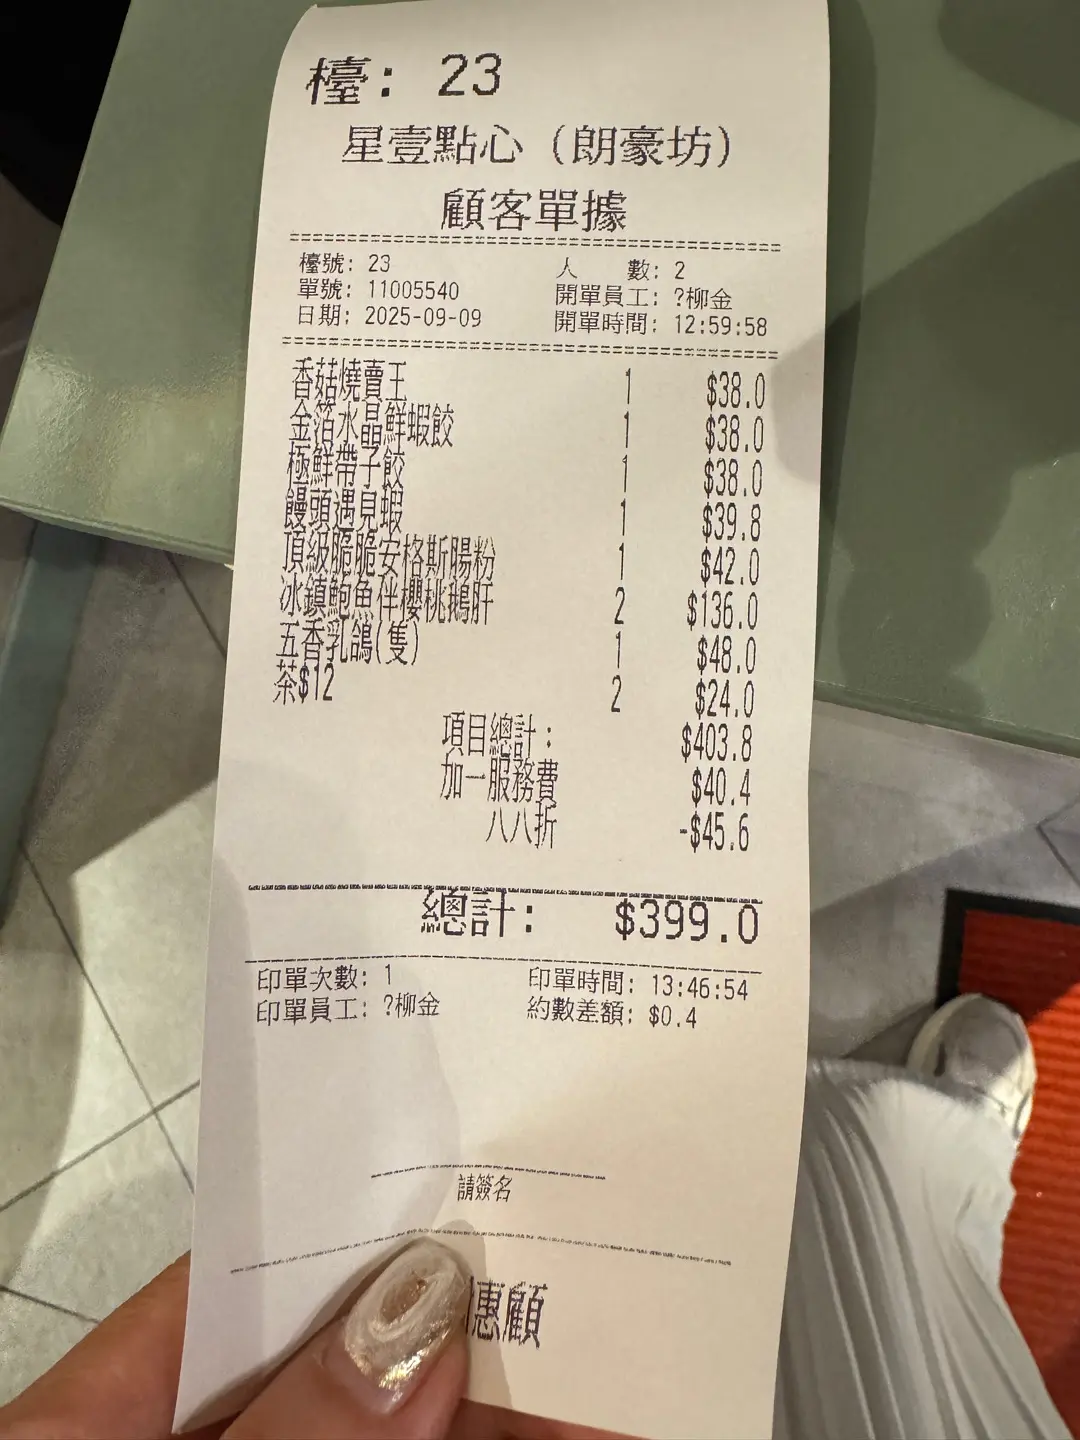 檯: 23
星壹點心（朗豪坊）
顧客單據
檯號: 23 人 數: 2
單號: 11005540 開單員工: ?柳金
日期: 2025-09-09 開單時間: 12:59:58
香菇燒賣王 1 $38.0
金箔水晶鮮蝦餃 1 $38.0
極鮮帶子餃 1 $38.0
饅頭遇見蝦 1 $39.8
頂級脆脆安格斯腸粉 1 $42.0
冰鎮鮑魚伴櫻桃鵝肝 2 $136.0
五香乳鴿(隻) 1 $48.0
茶$12 2 $24.0
項目總計: $403.8
加一服務費 $40.4
八八折 -$45.6
總計: $399.0
印單次數: 1 印單時間: 13:46:54
印單員工: ?柳金 約數差額: $0.4
請簽名
惠顧